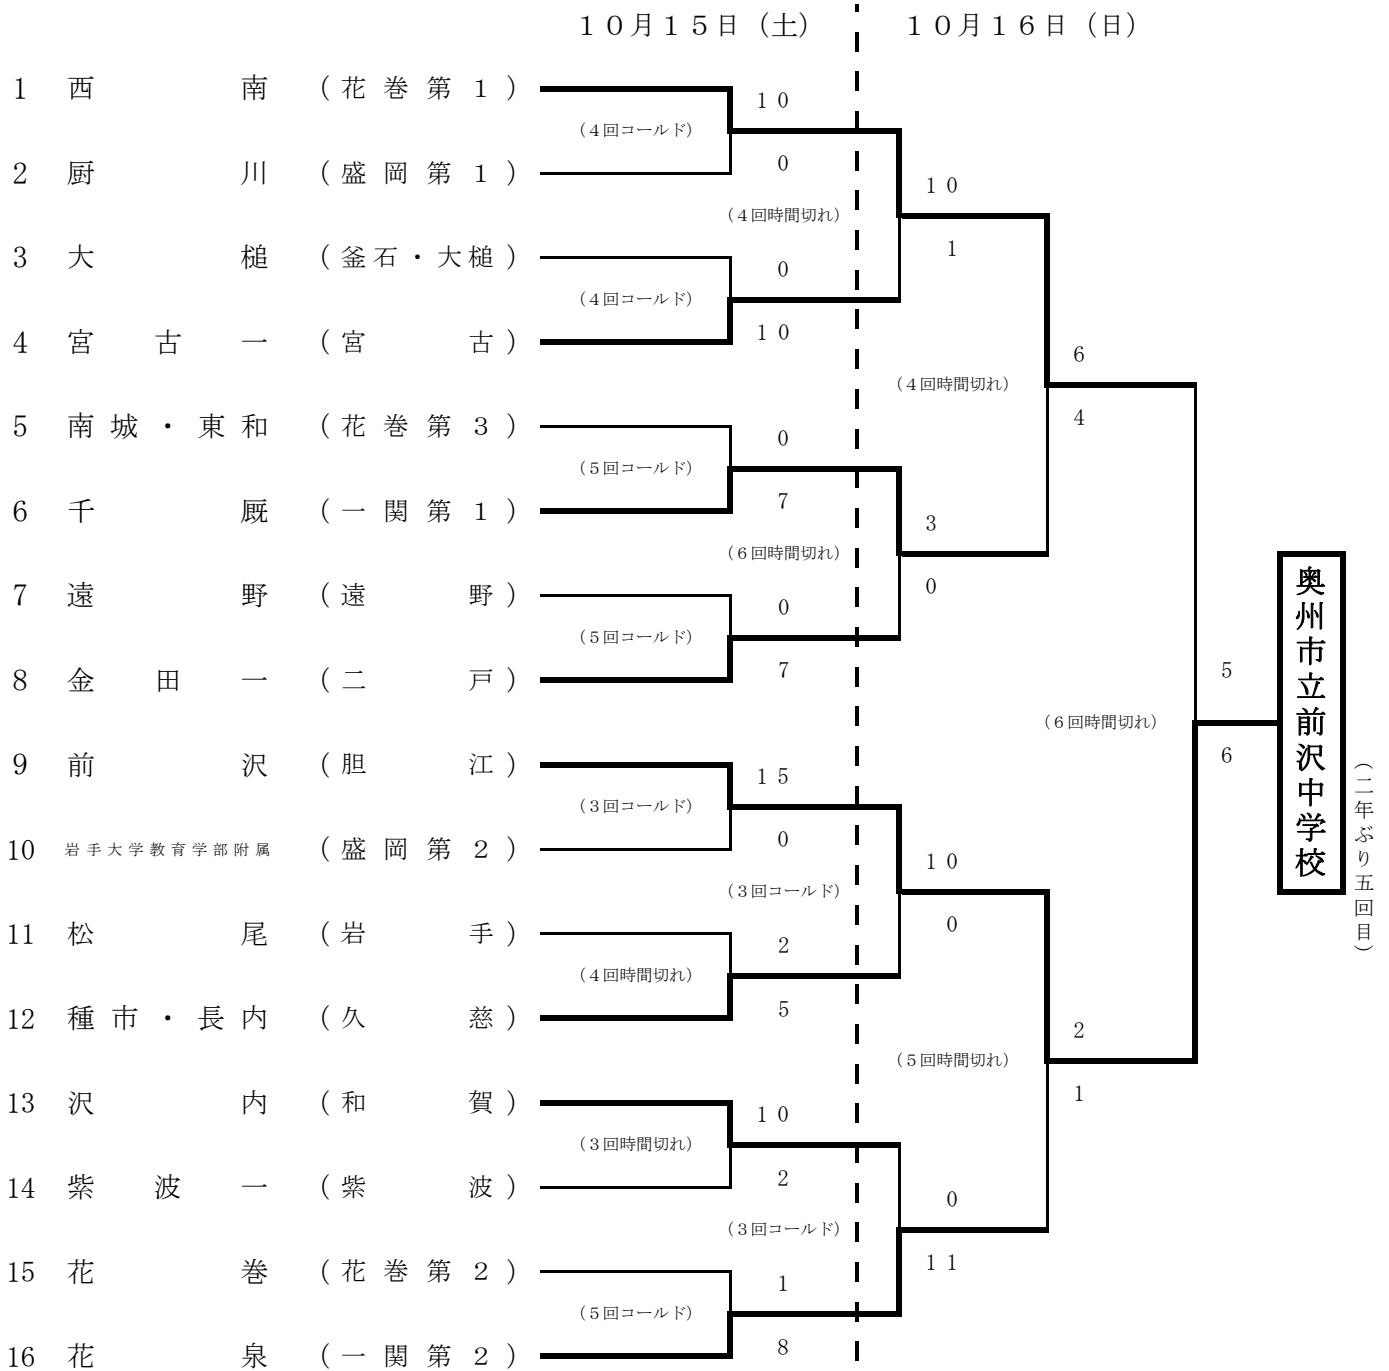 10月15日（土） 10月16日（日）
1 西南 （花巻第1）
10
（4回コールド）
0
2 厨川 （盛岡第1）
10
（4回時間切れ）
1
3 大槌 （釜石・大槌）
0
（4回コールド）
10
4 宮古一 （宮古）
6
（4回時間切れ）
4
5 南城・東和 （花巻第3）
0
（5回コールド）
7
6 千厩 （一関第1）
3
（6回時間切れ）
0
7 遠野 （遠野）
0
（5回コールド）
7
8 金田一 （二戸）
5
（6回時間切れ）
6
奥州市立前沢中学校
（二年ぶり五回目）
9 前沢 （胆江）
15
（3回コールド）
0
10 岩手大学教育学部附属 （盛岡第2）
10
（3回コールド）
0
11 松尾 （岩手）
2
（4回時間切れ）
5
12 種市・長内 （久慈）
2
（5回時間切れ）
1
13 沢内 （和賀）
10
（3回時間切れ）
2
14 紫波一 （紫波）
0
（3回コールド）
11
15 花巻 （花巻第2）
1
（5回コールド）
8
16 花泉 （一関第2）